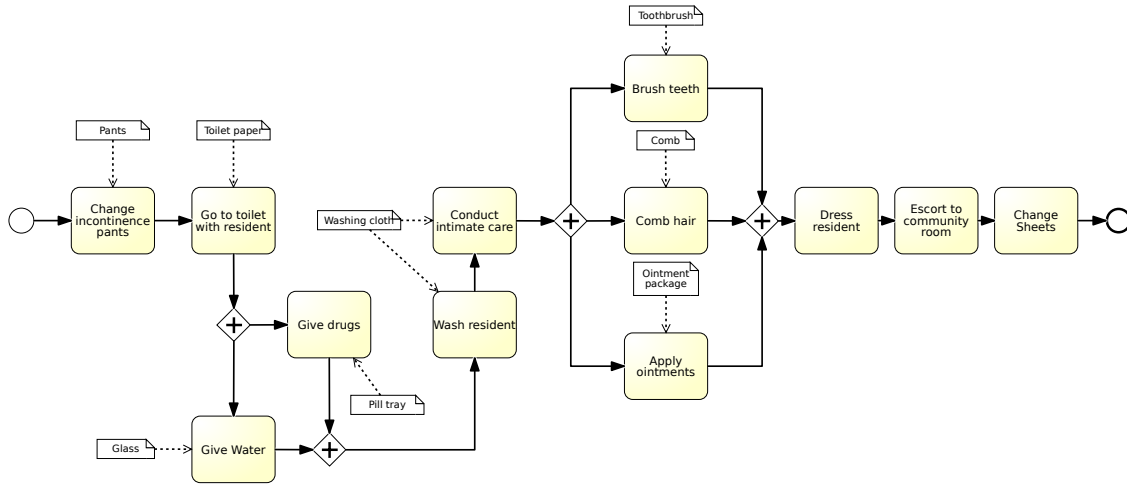 Toothbrush
Brush teeth
Pants
Toilet paper
Comb
Change
incontinence
pants
Go to toilet
with resident
Washing cloth
Conduct
intimate care
Comb hair
Dress
resident
Escort to
community
room
Change
Sheets
Ointment
package
Give drugs
Wash resident
Apply
ointments
Pill tray
Glass
Give Water